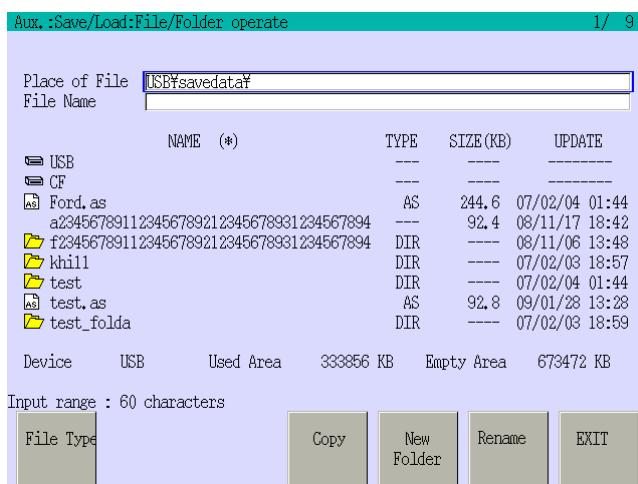 Aux.:Save/Load:File/Folder operate 1/ 9
Place of File USB¥savedata¥
File Name
NAME (*) TYPE SIZE(KB) UPDATE
USB --- ---- --------
CF --- ---- --------
AS Ford.as AS 244.6 07/02/04 01:44
a234567891123456789212345678931234567894 --- 92.4 08/11/17 18:42
f234567891123456789212345678931234567894 DIR ---- 08/11/06 13:48
khill DIR ---- 07/02/03 18:57
test DIR ---- 07/02/04 01:44
AS test.as AS 92.8 09/01/28 13:28
test_folda DIR ---- 07/02/03 18:59
Device USB Used Area 333856 KB Empty Area 673472 KB
Input range : 60 characters
File Type Copy New Folder Rename EXIT